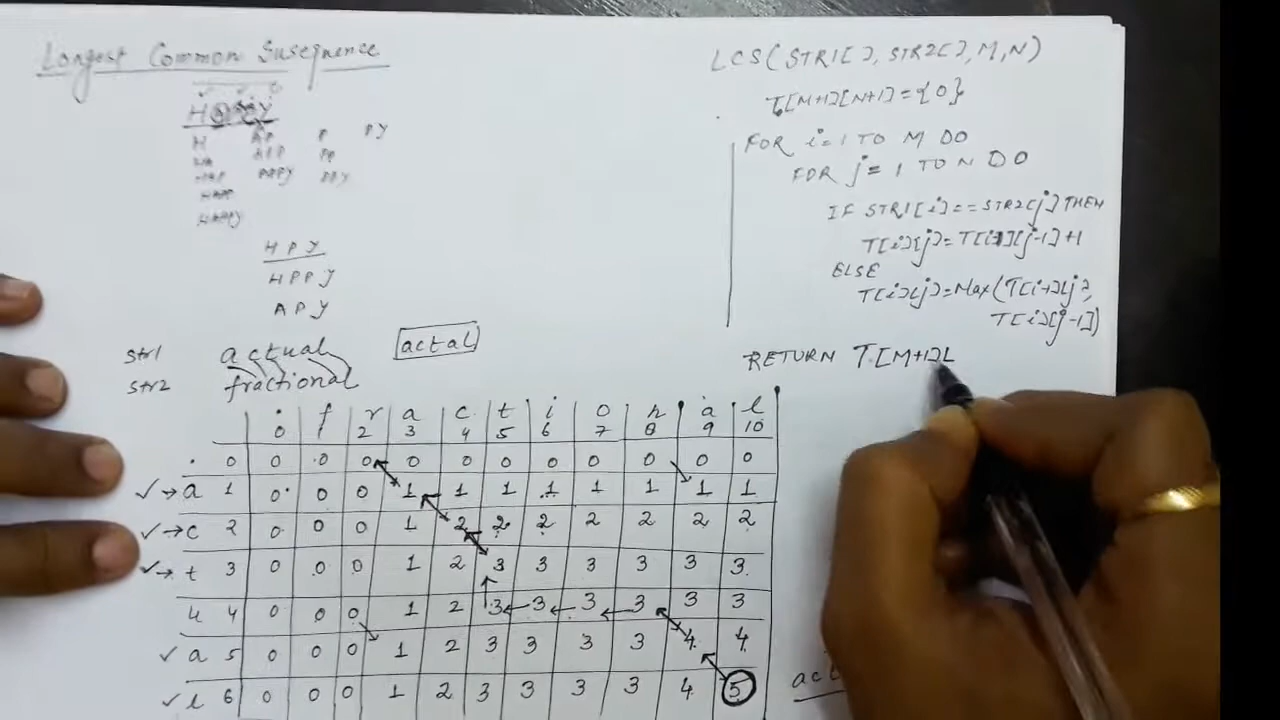 Longest Common Susequnce
HAPPY
H AP P PY
HA APP PP
HAP APPY PPY
HAPP
HAPPY
HPY
HPPY
APY
str1 actual actal
str2 fractional
LCS(STR1[], STR2[], M, N)
T[M+1][N+1]={0}
FOR i=1 TO M DO
FOR j=1 TO N DO
IF STR1[i]==STR2[j] THEN
T[i][j]=T[i-1][j-1]+1
ELSE
T[i][j]=Max(T[i-1][j],
T[i][j-1])
RETURN T[M+1][
. f r a c t i o n a l
0 1 2 3 4 5 6 7 8 9 10
. 0 0 0 0 0 0 0 0 0 0 0 0
✓→ a 1 0 0 0 1 1 1 1 1 1 1 1
✓→ c 2 0 0 0 1 2 2 2 2 2 2 2
✓→ t 3 0 0 0 1 2 3 3 3 3 3 3
u 4 0 0 0 1 2 3 3 3 3 3 3
✓ a 5 0 0 0 1 2 3 3 3 3 4 4
✓ l 6 0 0 0 1 2 3 3 3 3 4 5
act